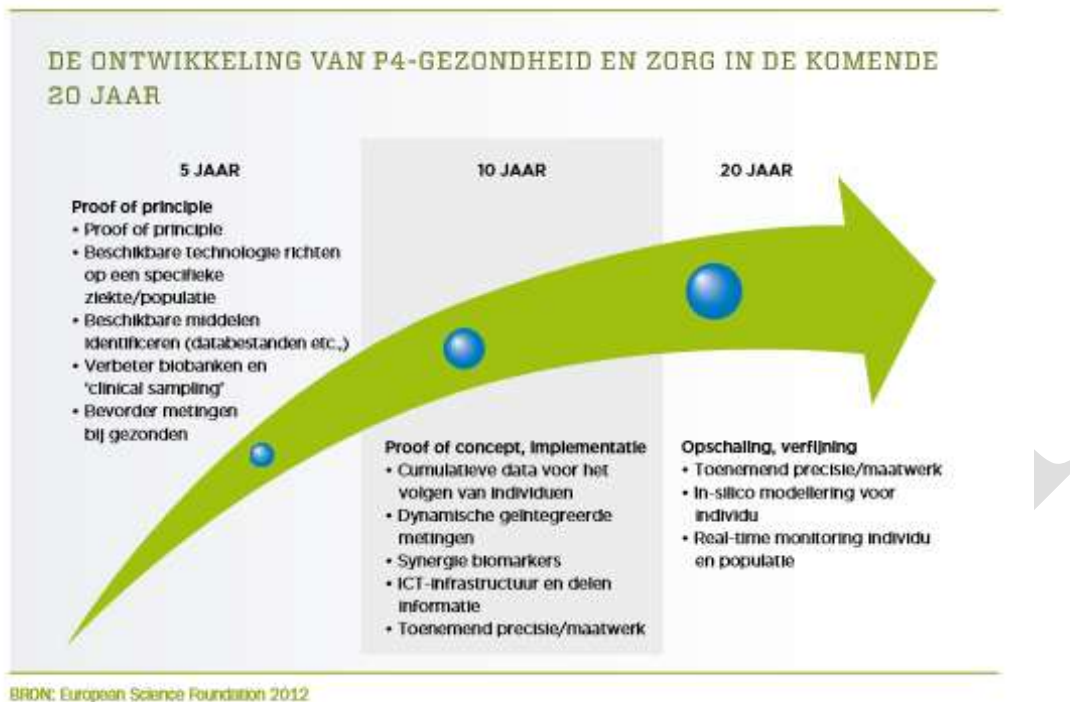 DE ONTWIKKELING VAN P4-GEZONDHEID EN ZORG IN DE KOMENDE
20 JAAR
5 JAAR
Proof of principle
• Proof of principle
• Beschikbare technologie richten
op een specifieke
ziekte/populatie
• Beschikbare middelen
identificeren (databestanden etc.,)
• Verbeter biobanken en
'clinical sampling'
• Bevorder metingen
bij gezonden
10 JAAR
Proof of concept, implementatie
• Cumulatieve data voor het
volgen van individuen
• Dynamische geïntegreerde
metingen
• Synergie biomarkers
• ICT-infrastructuur en delen
informatie
• Toenemend precisie/maatwerk
20 JAAR
Opschaling, verfijning
• Toenemend precisie/maatwerk
• In-silico modellering voor
individu
• Real-time monitoring individu
en populatie
BRON: European Science Foundation 2012